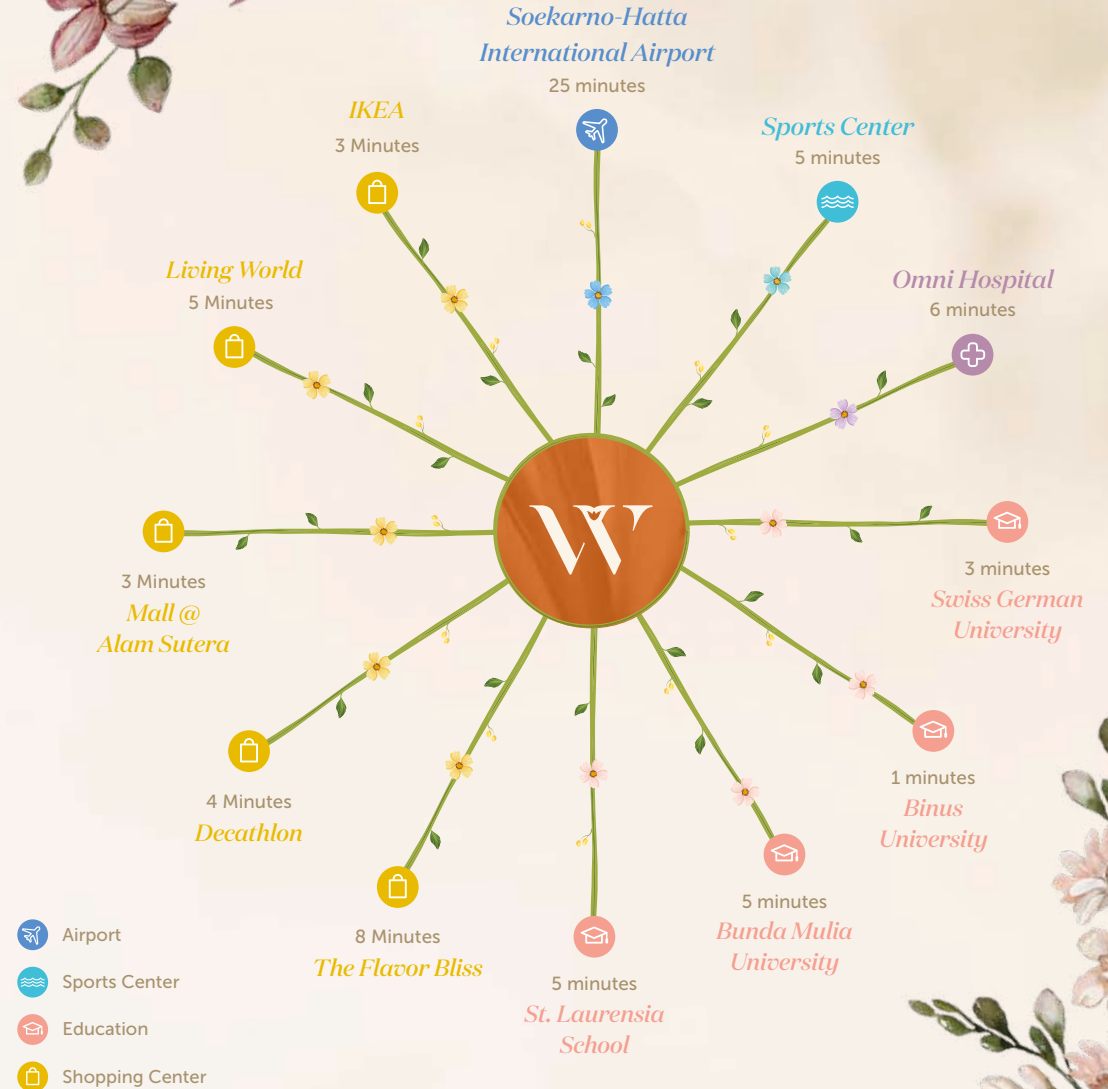 Soekarno-Hatta
International Airport
25 minutes
IKEA
3 Minutes
Sports Center
5 minutes
Living World
5 Minutes
Omni Hospital
6 minutes
W
3 Minutes
Mall @
Alam Sutera
3 minutes
Swiss German
University
4 Minutes
Decathlon
1 minutes
Binus
University
8 Minutes
The Flavor Bliss
5 minutes
Bunda Mulia
University
5 minutes
St. Laurensia
School
Airport
Sports Center
Education
Shopping Center